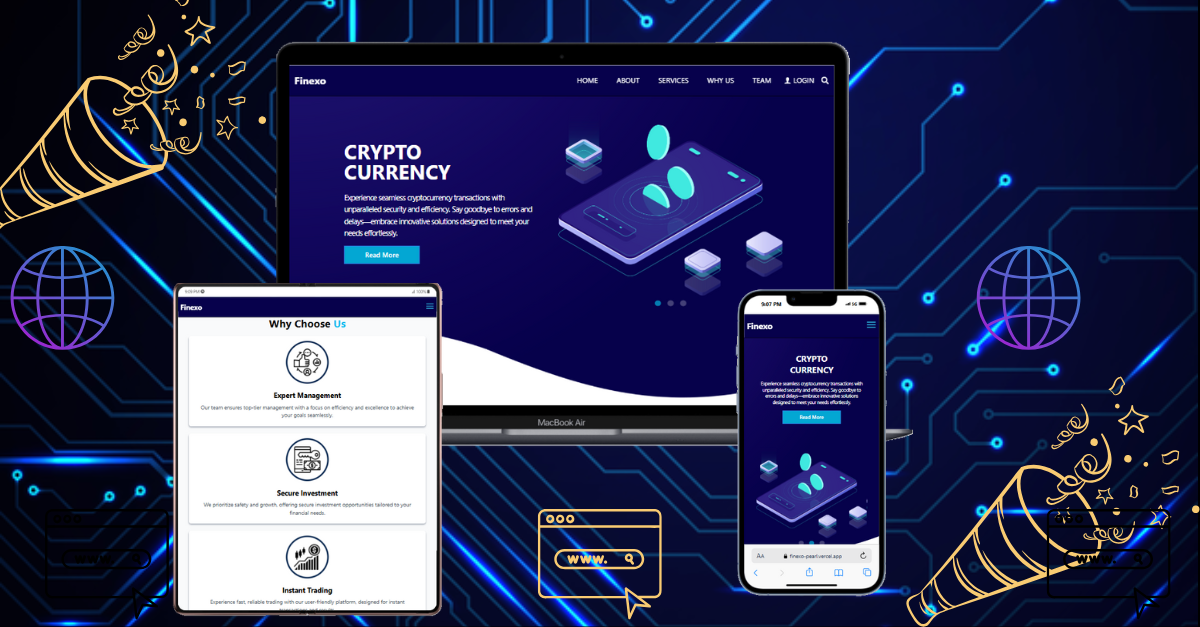 Finexo
HOME ABOUT SERVICES WHY US TEAM LOGIN
CRYPTO
CURRENCY
Experience seamless cryptocurrency transactions with
unparalleled security and efficiency. Say goodbye to errors and
delays—embrace innovative solutions designed to meet your
needs effortlessly.
Read More
MacBook Air
100%
Finexo
Why Choose Us
Expert Management
Our team ensures top-tier management with a focus on efficiency and excellence to achieve
your goals seamlessly.
Secure Investment
We prioritize safety and growth, offering secure investment opportunities tailored to your
financial needs.
Instant Trading
Experience fast, reliable trading with our user-friendly platform, designed for instant
9:07 PM
Finexo
CRYPTO
CURRENCY
Experience seamless cryptocurrency transactions with
unparalleled security and efficiency. Say goodbye to
errors and delays—embrace innovative solutions
designed to meet your needs effortlessly.
Read More
AA finexo-pearl.vercel.app
www.
www.